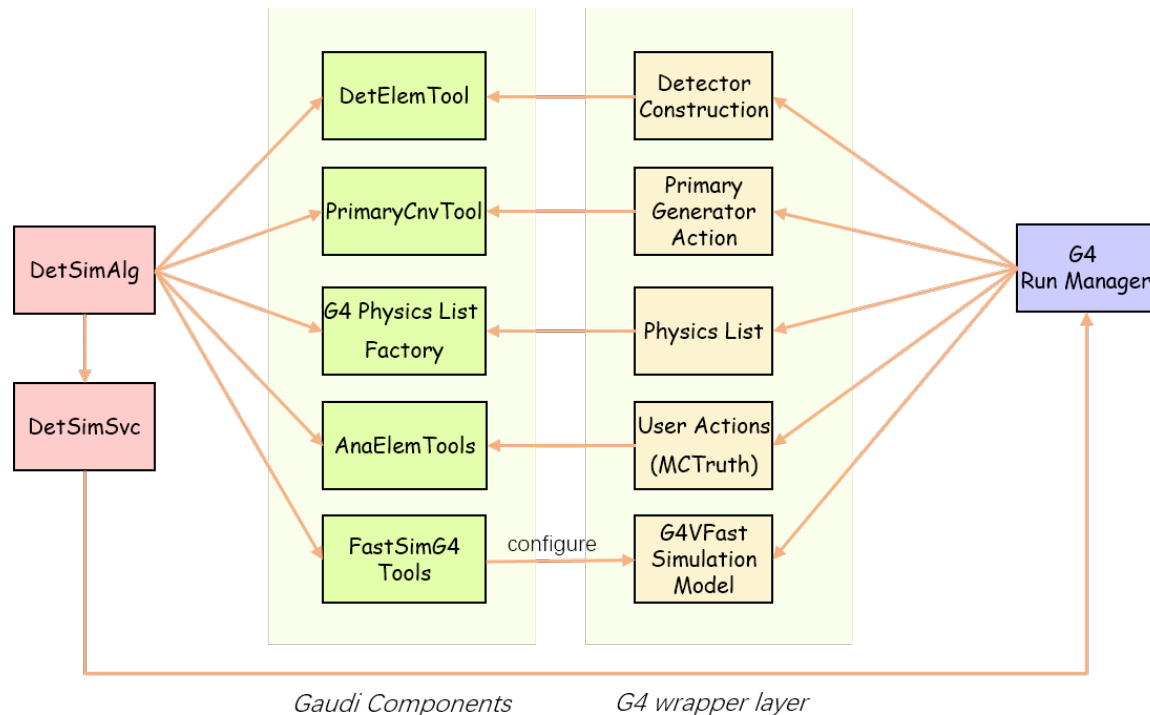 DetElemTool
Detector
Construction
PrimaryCnvTool
Primary
Generator
Action
DetSimAlg
G4
Run Manager
G4 Physics List
Factory
Physics List
DetSimSvc
AnaElemTools
User Actions
(MCTruth)
FastSimG4
Tools
configure
G4VFast
Simulation
Model
Gaudi Components
G4 wrapper layer